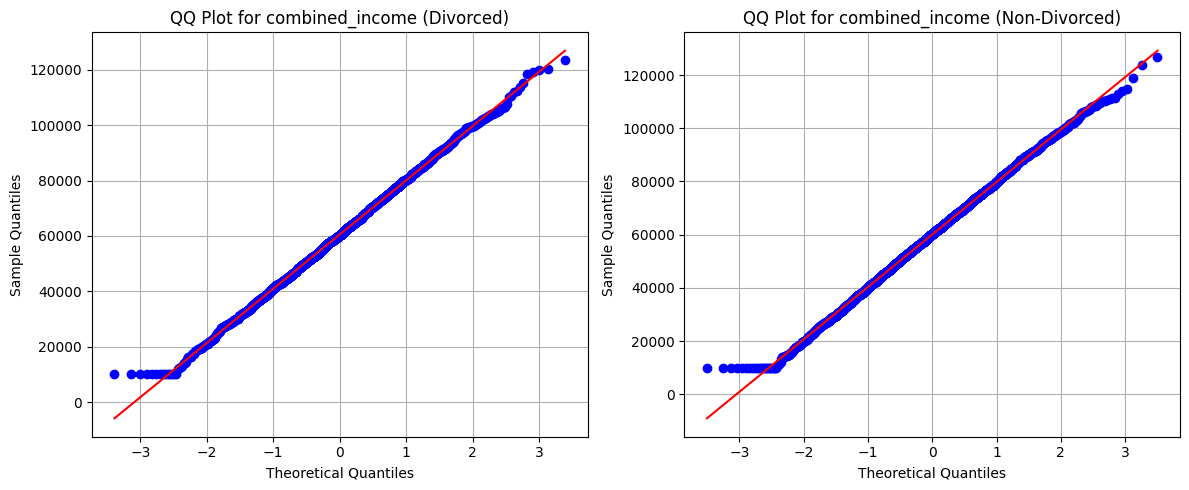 QQ Plot for combined_income (Divorced)
120000
100000
80000
60000
40000
20000
0
Sample Quantiles
−3 −2 −1 0 1 2 3
Theoretical Quantiles
QQ Plot for combined_income (Non-Divorced)
120000
100000
80000
60000
40000
20000
0
Sample Quantiles
−3 −2 −1 0 1 2 3
Theoretical Quantiles